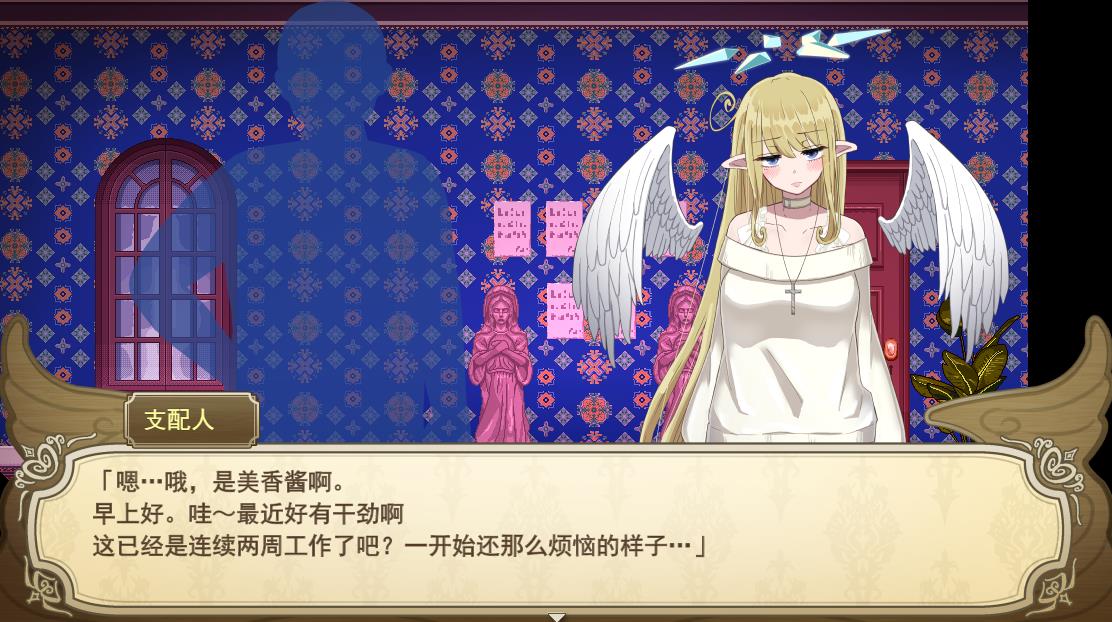 支配人
「嗯…哦，是美香酱啊。
早上好。哇～最近好有干劲啊
这已经是连续两周工作了吧？一开始还那么烦恼的样子…」